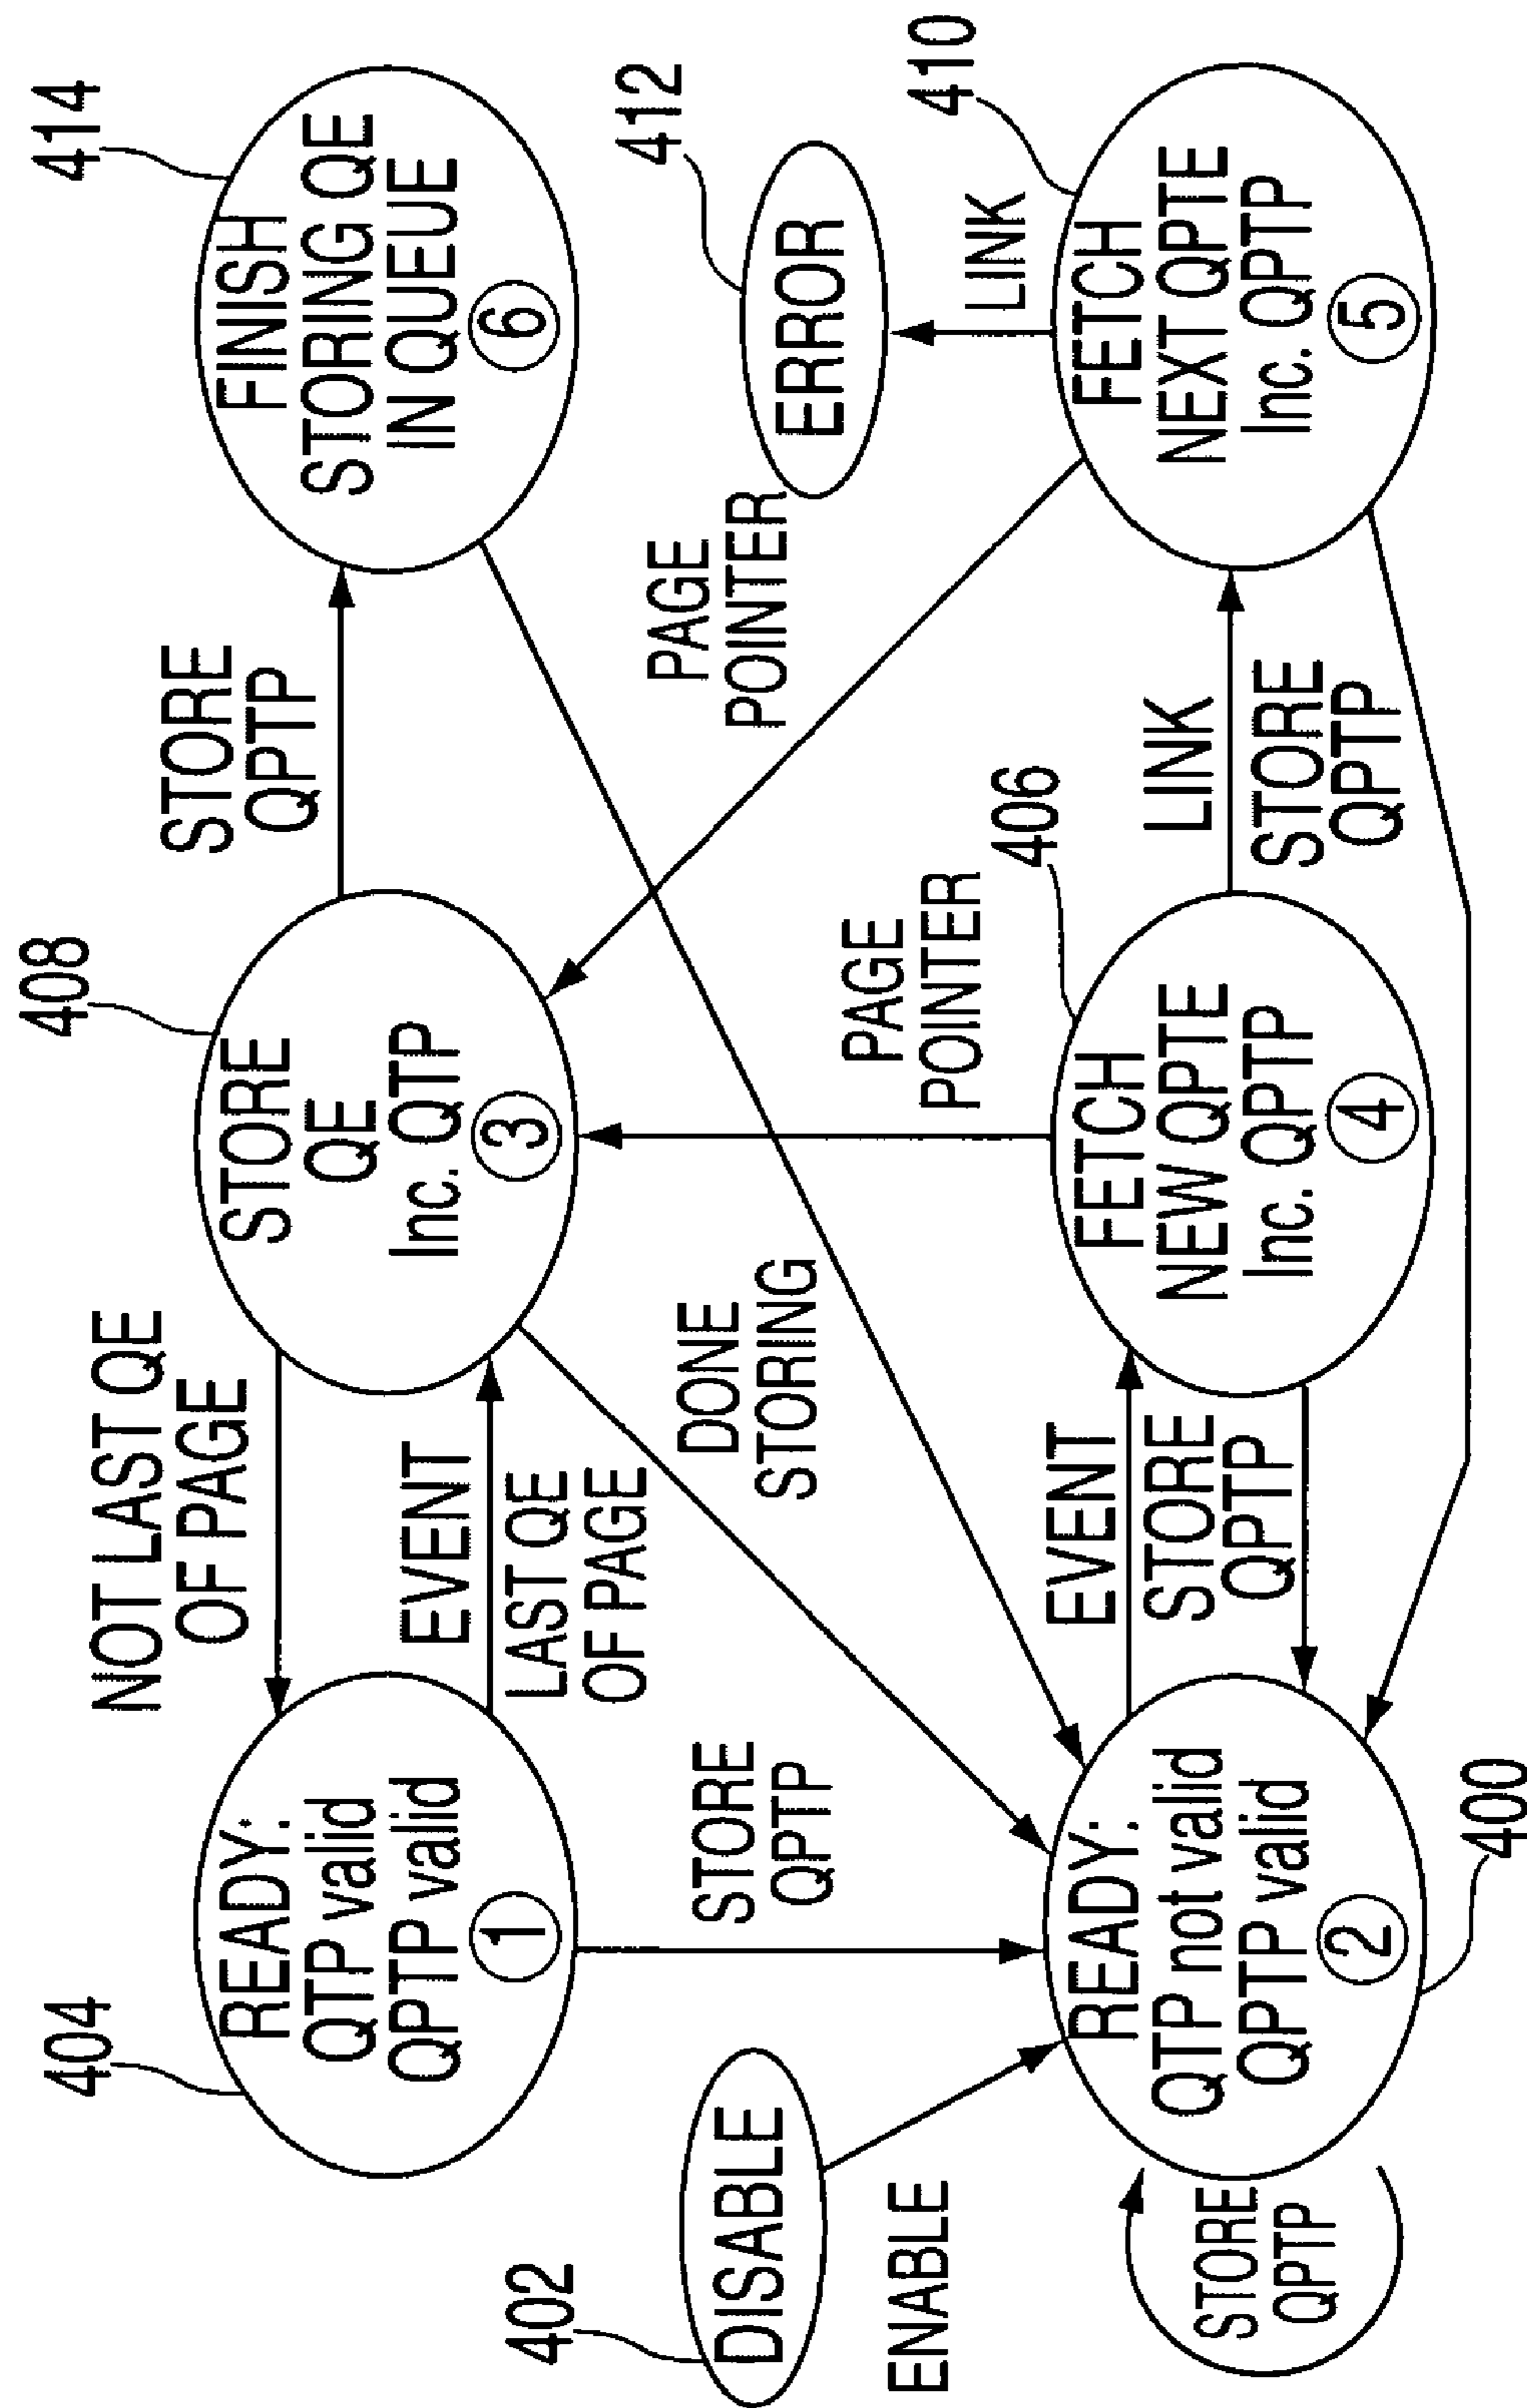 404
READY:
QTP valid
QPTP valid
1
NOT LAST QE
OF PAGE
EVENT
LAST QE
OF PAGE
408
STORE
QE
Inc. QTP
3
STORE
QPTP
414
FINISH
STORING QE
IN QUEUE
6
402
DISABLE
ENABLE
STORE
QPTP
DONE
STORING
PAGE
POINTER
PAGE
POINTER
412
ERROR
LINK
STORE
QPTP
READY:
QTP not valid
QPTP valid
2
400
EVENT
STORE
QPTP
406
FETCH
NEW QPTE
Inc. QPTP
4
LINK
STORE
QPTP
410
FETCH
NEXT QPTE
Inc. QPTP
5